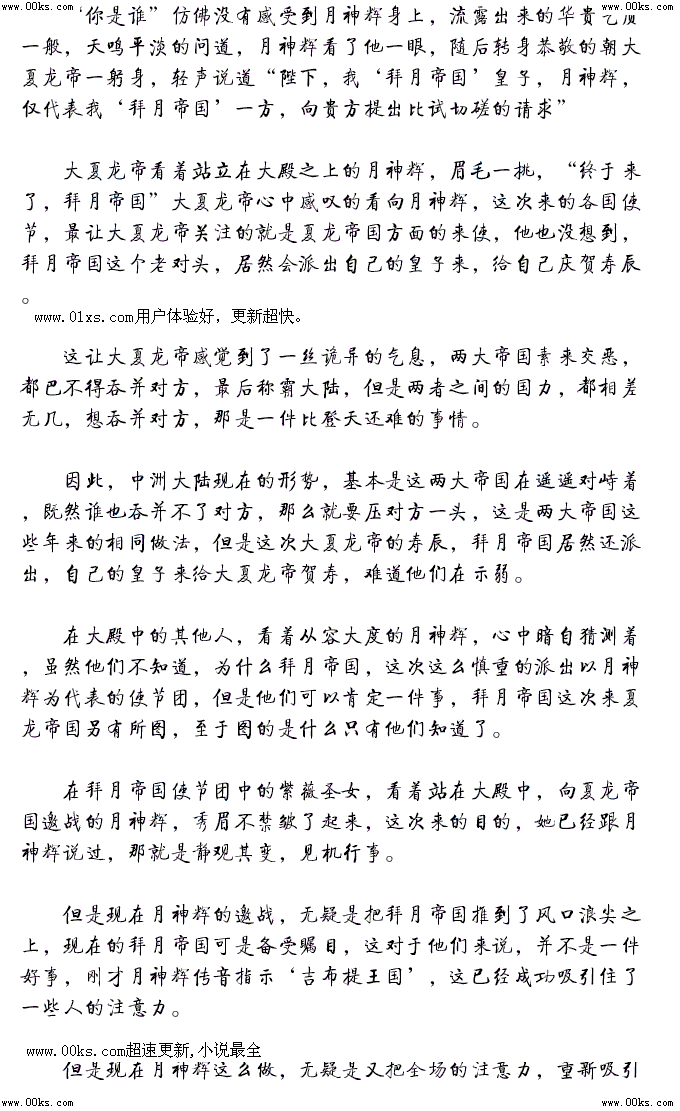 www.00ks.com www.00ks.com
“你是谁”仿佛没有感受到月神辉身上，流露出来的华贵气质
一般，天鸣平淡的问道，月神辉看了他一眼，随后转身恭敬的朝大
夏龙帝一躬身，轻声说道“陛下，我‘拜月帝国’皇子，月神辉，
仅代表我‘拜月帝国’一方，向贵方提出比试切磋的请求”
大夏龙帝看着站立在大殿之上的月神辉，眉毛一挑，“终于来
了，拜月帝国”大夏龙帝心中感叹的看向月神辉，这次来的各国使
节，最让大夏龙帝关注的就是夏龙帝国方面的来使，他也没想到，
拜月帝国这个老对头，居然会派出自己的皇子来，给自己庆贺寿辰
。
www.01xs.com用户体验好，更新超快。
这让大夏龙帝感觉到了一丝诡异的气息，两大帝国素来交恶，
都巴不得吞并对方，最后称霸大陆，但是两者之间的国力，都相差
无几，想吞并对方，那是一件比登天还难的事情。
因此，中洲大陆现在的形势，基本是这两大帝国在遥遥对峙着
，既然谁也吞并不了对方，那么就要压对方一头，这是两大帝国这
些年来的相同做法，但是这次大夏龙帝的寿辰，拜月帝国居然还派
出，自己的皇子来给大夏龙帝贺寿，难道他们在示弱。
在大殿中的其他人，看着从容大度的月神辉，心中暗自猜测着
，虽然他们不知道，为什么拜月帝国，这次这么慎重的派出以月神
辉为代表的使节团，但是他们可以肯定一件事，拜月帝国这次来夏
龙帝国另有所图，至于图的是什么只有他们知道了。
在拜月帝国使节团中的紫薇圣女，看着站在大殿中，向夏龙帝
国邀战的月神辉，秀眉不禁皱了起来，这次来的目的，她已经跟月
神辉说过，那就是静观其变，见机行事。
但是现在月神辉的邀战，无疑是把拜月帝国推到了风口浪尖之
上，现在的拜月帝国可是备受瞩目，这对于他们来说，并不是一件
好事，刚才月神辉传音指示‘吉布提王国’，这已经成功吸引住了
一些人的注意力。
www.00ks.com超速更新,小说最全
但是现在月神辉这么做，无疑是又把全场的注意力，重新吸引
www.00ks.com www.00ks.com